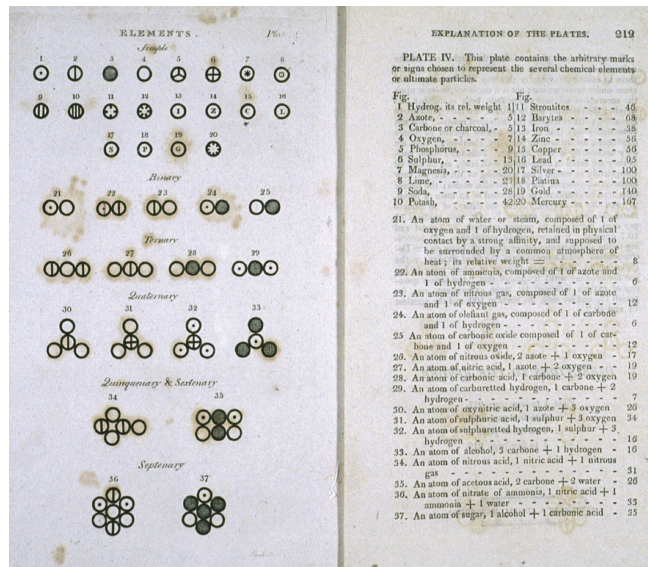 ELEMENTS.
Simple
1 2 3 4 5 6 7 8
9 10 11 12 13 14 15 16
I Z C L
17 18 19 20
S P G
Binary
21 22 23 24 25
Ternary
26 27 28 29
Quaternary
30 31 32 33
Quinquenary & Sextenary
34 35
Septenary
36 37
EXPLANATION OF THE PLATES. 219
PLATE IV. This plate contains the arbitrary marks
or signs chosen to represent the several chemical elements
or ultimate particles.
Fig. Fig.
1 Hydrog. its rel. weight 1 11 Strontites - - 46
2 Azote, - - - 5 12 Barytes - - 68
3 Carbone or charcoal, - 5 13 Iron - - 38
4 Oxygen, - - 7 14 Zinc - - 56
5 Phosphorus, - - 9 15 Copper - - 56
6 Sulphur, - - 13 16 Lead - - 95
7 Magnesia, - - 20 17 Silver - - 100
8 Lime, - - 18 Platina - - 100
9 Soda, - - 28 19 Gold - - 140
10 Potash, - - 42 20 Mercury - - 167
21. An atom of water or steam, composed of 1 of
oxygen and 1 of hydrogen, retained in physical
contact by a strong affinity, and supposed to
be surrounded by a common atmosphere of
heat; its relative weight = - - - 8
22. An atom of ammonia, composed of 1 of azote and
1 of hydrogen - - - 6
23. An atom of nitrous gas, composed of 1 of azote
and 1 of oxygen - - - 12
24. An atom of olefiant gas, composed of 1 of carbone
and 1 of hydrogen - - - 6
25 An atom of carbonic oxide composed of 1 of car-
bone and 1 of oxygen - - - 12
26. An atom of nitrous oxide, 2 azote + 1 oxygen - 17
27. An atom of nitric acid, 1 azote + 2 oxygen - - 19
28. An atom of carbonic acid, 1 carbone + 2 oxygen 19
29. An atom of carburetted hydrogen, 1 carbone + 2
hydrogen - - - 7
30. An atom of oxynitric acid, 1 azote + 3 oxygen 26
31. An atom of sulphuric acid, 1 sulphur + 3 oxygen 34
32. An atom of sulphuretted hydrogen, 1 sulphur + 3
hydrogen - - - 16
33. An atom of alcohol, 3 carbone + 1 hydrogen - 16
34. An atom of nitrous acid, 1 nitric acid + 1 nitrous
gas - - - 31
35. An atom of acetous acid, 2 carbone + 2 water - 26
36. An atom of nitrate of ammonia, 1 nitric acid + 1
ammonia + 1 water - - - 33
37. An atom of sugar, 1 alcohol + 1 carbonic acid - 35